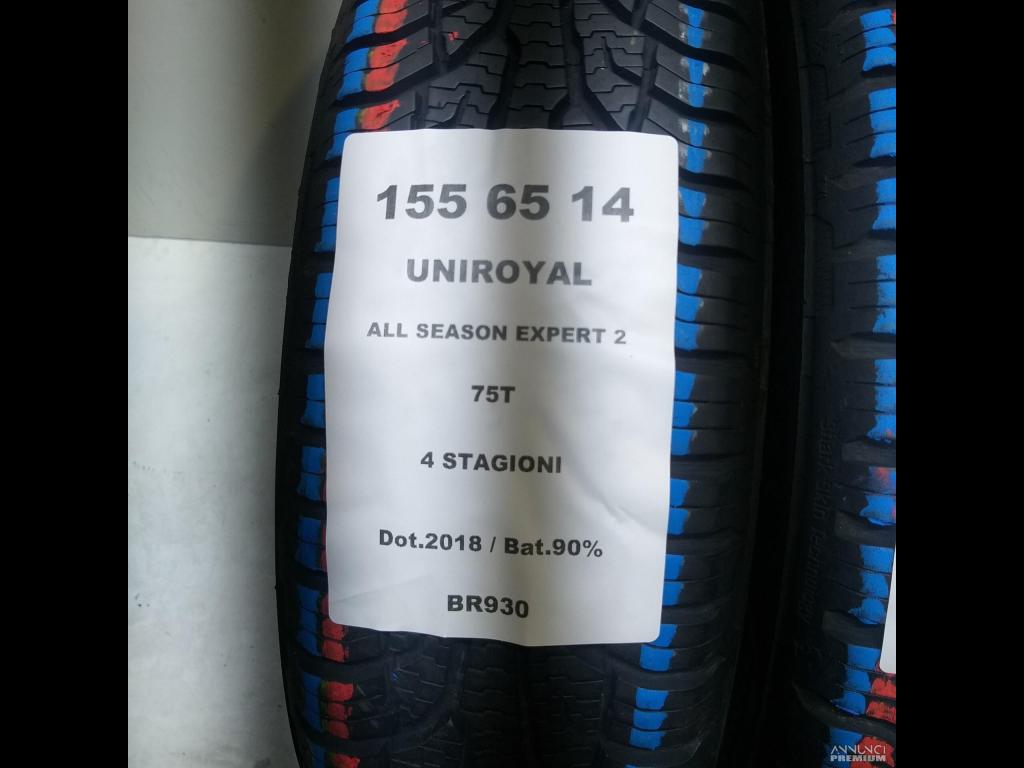 155 65 14
UNIROYAL
ALL SEASON EXPERT 2
75T
4 STAGIONI
Dot.2018 / Bat.90%
BR930
ANNUNCI
PREMIUM